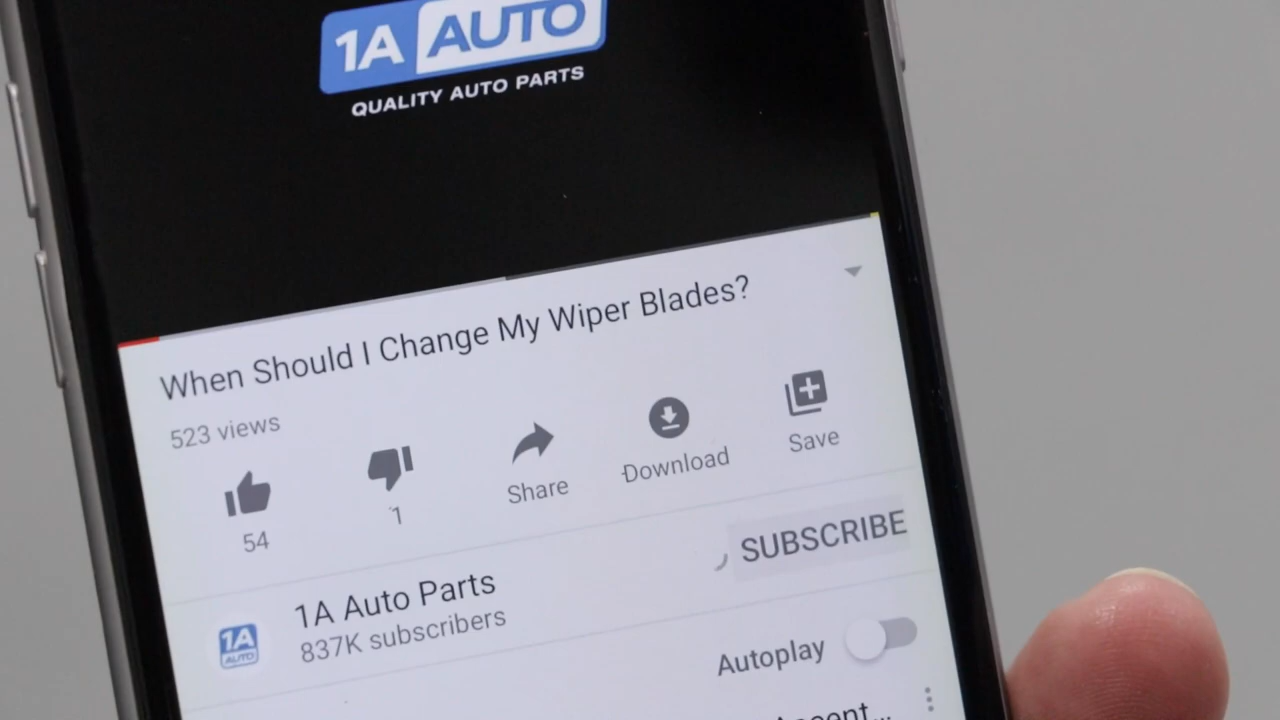 1A AUTO
QUALITY AUTO PARTS
When Should I Change My Wiper Blades?
523 views
54
1
Share
Download
Save
1A Auto Parts
837K subscribers
SUBSCRIBE
1A
AUTO
Autoplay